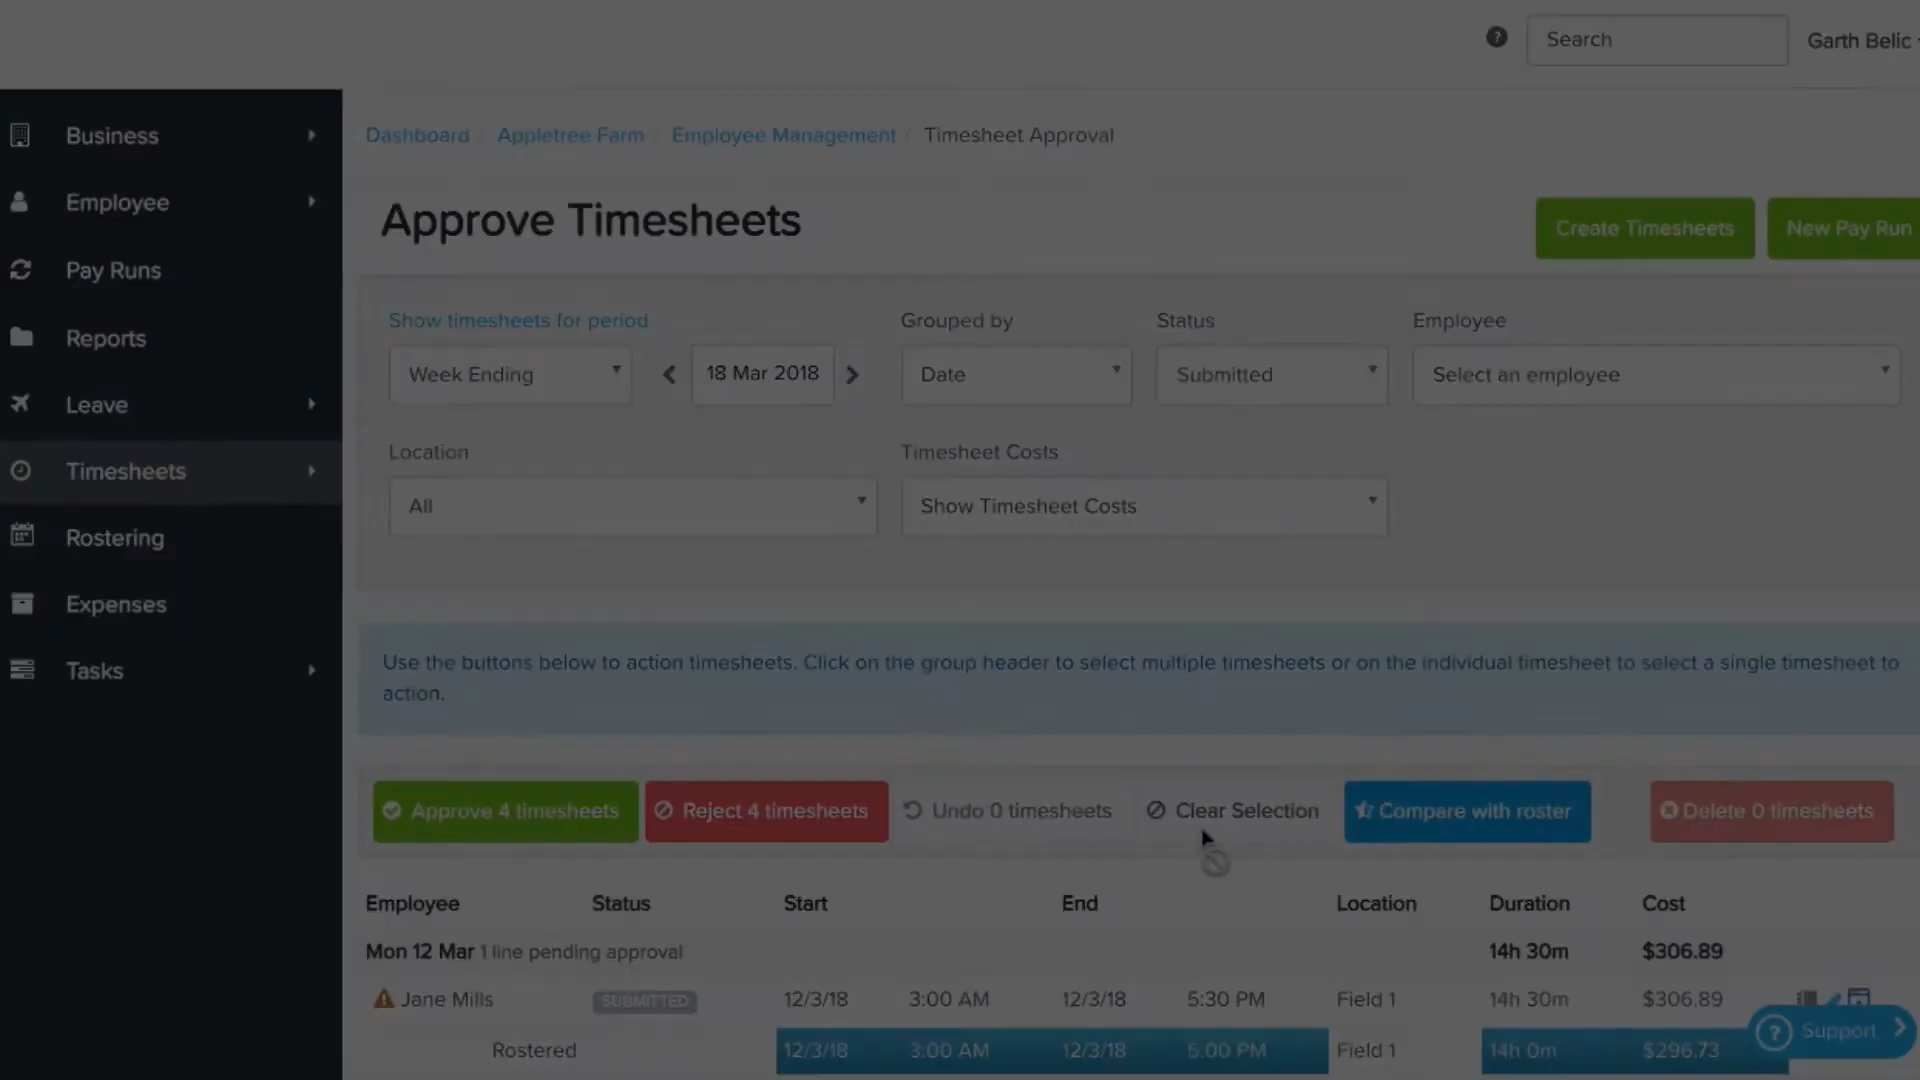 Search
Garth Belic
Business
Employee
Pay Runs
Reports
Leave
Timesheets
Rostering
Expenses
Tasks
Dashboard / Appletree Farm / Employee Management / Timesheet Approval
Approve Timesheets
Create Timesheets
New Pay Run
Show timesheets for period
Grouped by
Status
Employee
Week Ending
18 Mar 2018
Date
Submitted
Select an employee
Location
Timesheet Costs
All
Show Timesheet Costs
Use the buttons below to action timesheets. Click on the group header to select multiple timesheets or on the individual timesheet to select a single timesheet to
action.
Approve 4 timesheets
Reject 4 timesheets
Undo 0 timesheets
Clear Selection
Compare with roster
Delete 0 timesheets
Employee Status Start End Location Duration Cost
Mon 12 Mar 1 line pending approval 14h 30m $306.89
Jane Mills SUBMITTED 12/3/18 3:00 AM 12/3/18 5:30 PM Field 1 14h 30m $306.89
Rostered 12/3/18 3:00 AM 12/3/18 5:00 PM Field 1 14h 0m $296.73
Support